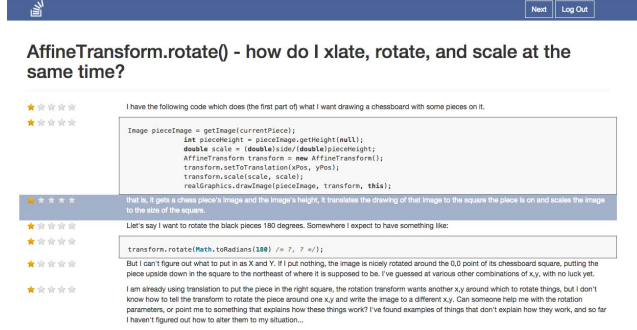 Next
Log Out
AffineTransform.rotate() - how do I xlate, rotate, and scale at the
same time?
I have the following code which does (the first part of) what I want drawing a chessboard with some pieces on it.
Image pieceImage = getImage(currentPiece);
int pieceHeight = pieceImage.getHeight(null);
double scale = (double)side/(double)pieceHeight;
AffineTransform transform = new AffineTransform();
transform.setToTranslation(xPos, yPos);
transform.scale(scale, scale);
realGraphics.drawImage(pieceImage, transform, this);
that is, it gets a chess piece's image and the image's height, it translates the drawing of that image to the square the piece is on and scales the image
to the size of the square.
Llet's say I want to rotate the black pieces 180 degrees. Somewhere I expect to have something like:
transform.rotate(Math.toRadians(180) /* ?, ? */);
But I can't figure out what to put in as X and Y. If I put nothing, the image is nicely rotated around the 0,0 point of its chessboard square, putting the
piece upside down in the square to the northeast of where it is supposed to be. I've guessed at various other combinations of x,y, with no luck yet.
I am already using translation to put the piece in the right square, the rotation transform wants another x,y around which to rotate things, but I don't
know how to tell the transform to rotate the piece around one x,y and write the image to a different x,y. Can someone help me with the rotation
parameters, or point me to something that explains how these things work? I've found examples of things that don't explain how they work, and so far
I haven't figured out how to alter them to my situation...